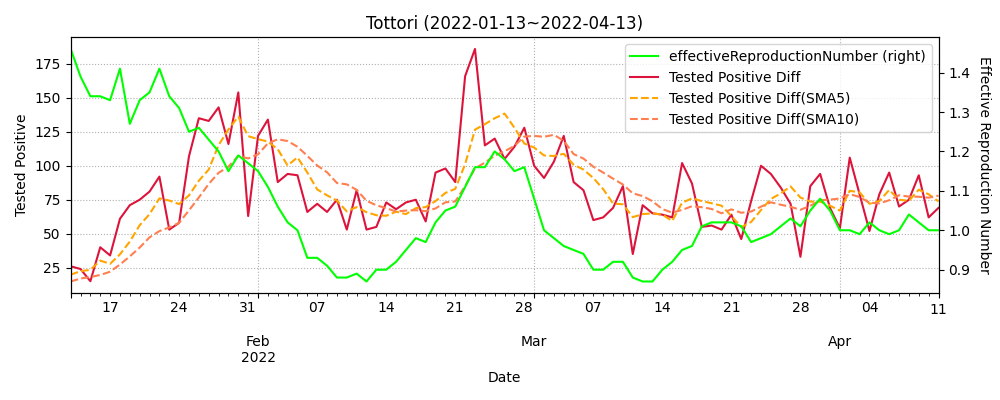 Tottori (2022-01-13~2022-04-13)
effectiveReproductionNumber (right)
Tested Positive Diff
Tested Positive Diff(SMA5)
Tested Positive Diff(SMA10)
Tested Positive
175
150
125
100
75
50
25
Effective Reproduction Number
1.4
1.3
1.2
1.1
1.0
0.9
17 24 31 07 14 21 28 07 14 21 28 04 11
Feb Mar Apr
2022
Date